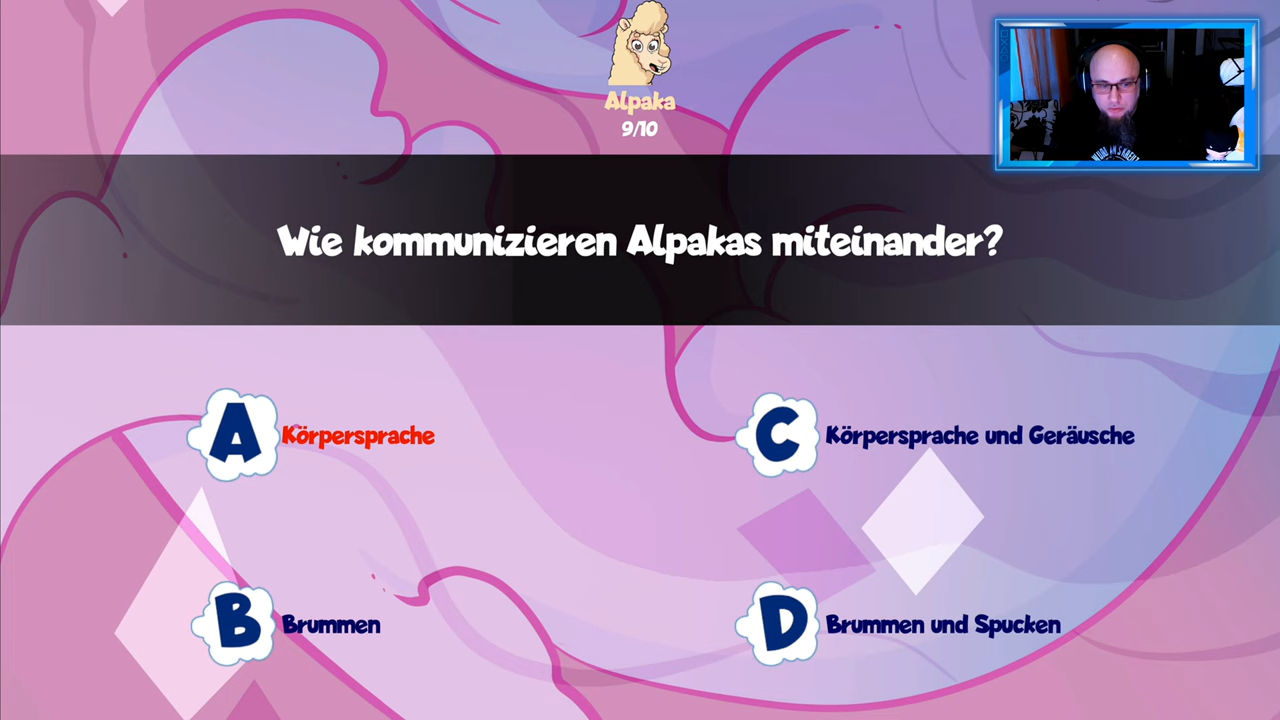 Alpaka
9/10
Wie kommunizieren Alpakas miteinander?
A Körpersprache
C Körpersprache und Geräusche
B Brummen
D Brummen und Spucken